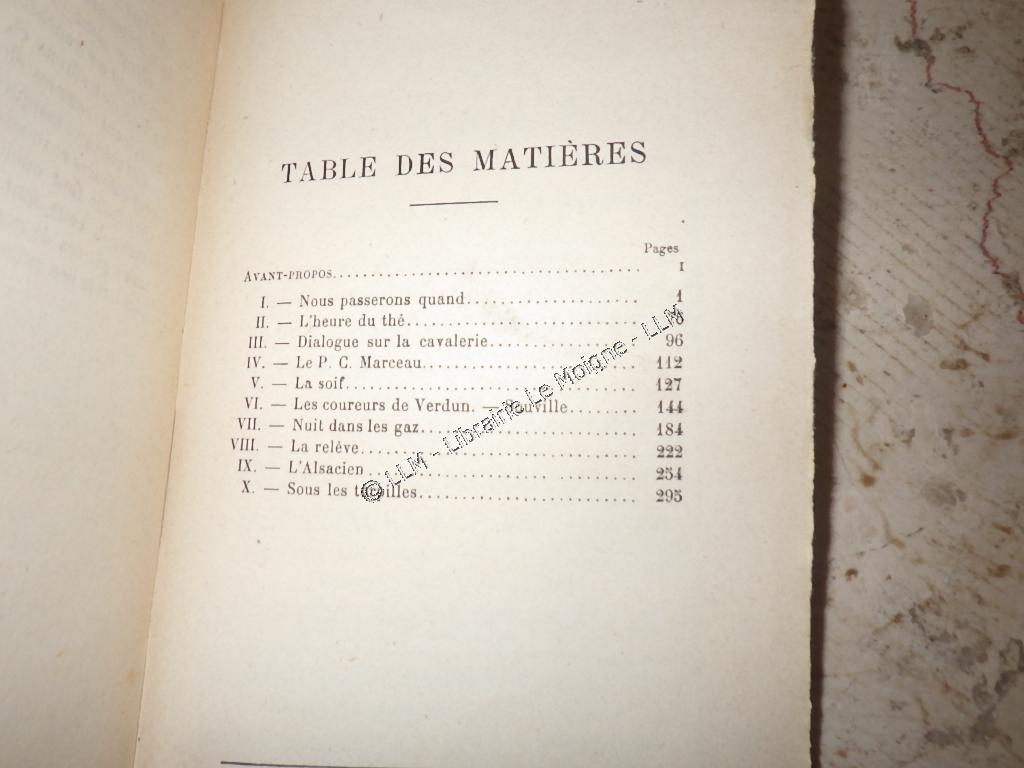 TABLE DES MATIÈRES
Pages
AVANT-PROPOS. I
I. — Nous passerons quand. 1
II. — L'heure du thé.
III. — Dialogue sur la cavalerie. 96
IV. — Le P. C. Marceau. 112
V. — La soif. 127
VI. — Les coureurs de Verdun. — 144
VII. — Nuit dans les gaz. 184
VIII. — La relève. 222
IX. — L'Alsacien 254
X. — Sous les 295
© LLM - Librairie Le Moigne - LLM